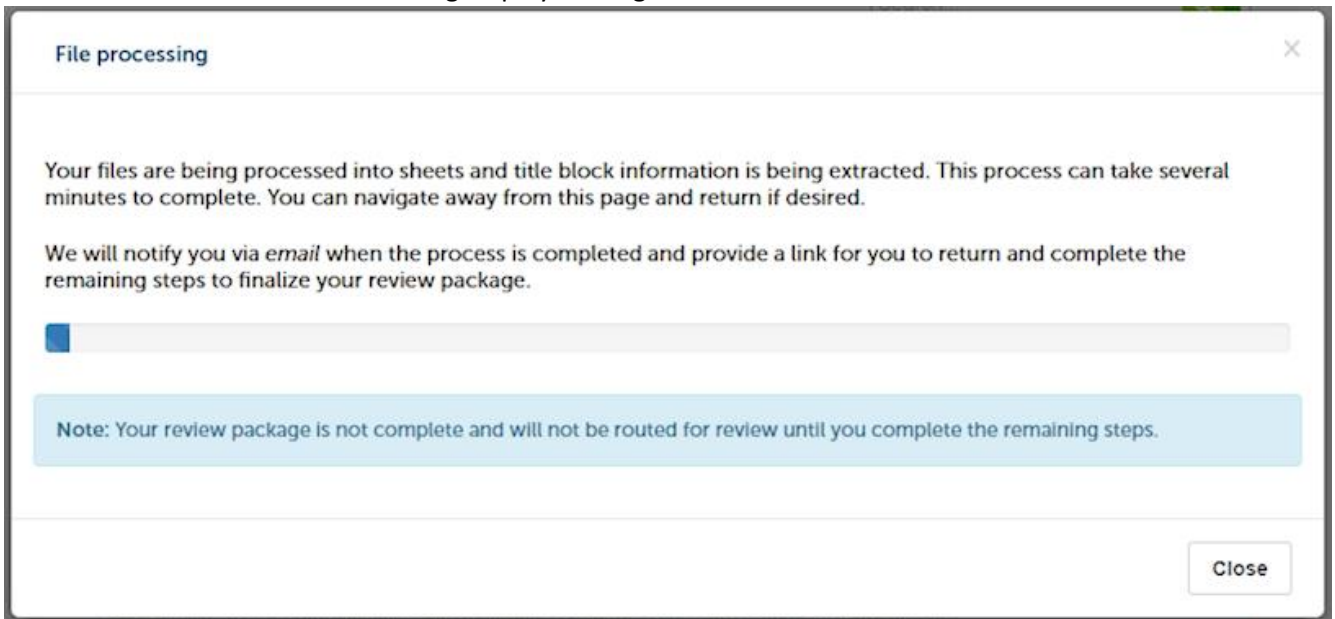 File processing
×
Your files are being processed into sheets and title block information is being extracted. This process can take several
minutes to complete. You can navigate away from this page and return if desired.
We will notify you via email when the process is completed and provide a link for you to return and complete the
remaining steps to finalize your review package.
Note: Your review package is not complete and will not be routed for review until you complete the remaining steps.
Close